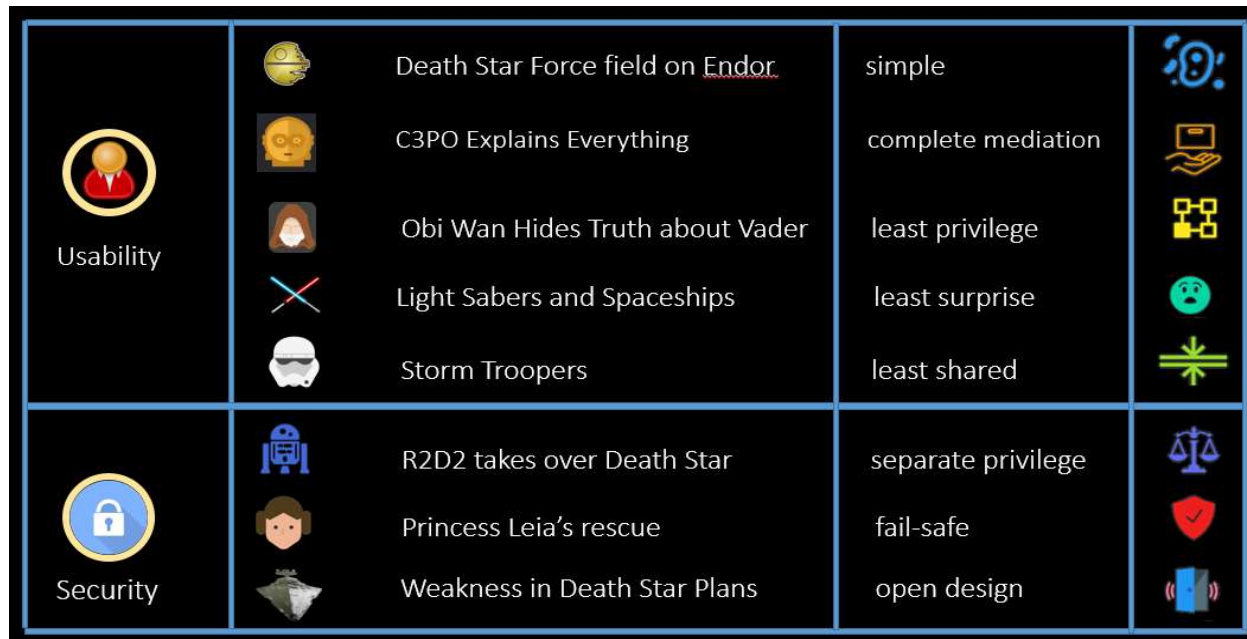 Death Star Force field on Endor simple
C3PO Explains Everything complete mediation
Obi Wan Hides Truth about Vader least privilege
Usability
Light Sabers and Spaceships least surprise
Storm Troopers least shared
R2D2 takes over Death Star separate privilege
Princess Leia’s rescue fail-safe
Security Weakness in Death Star Plans open design